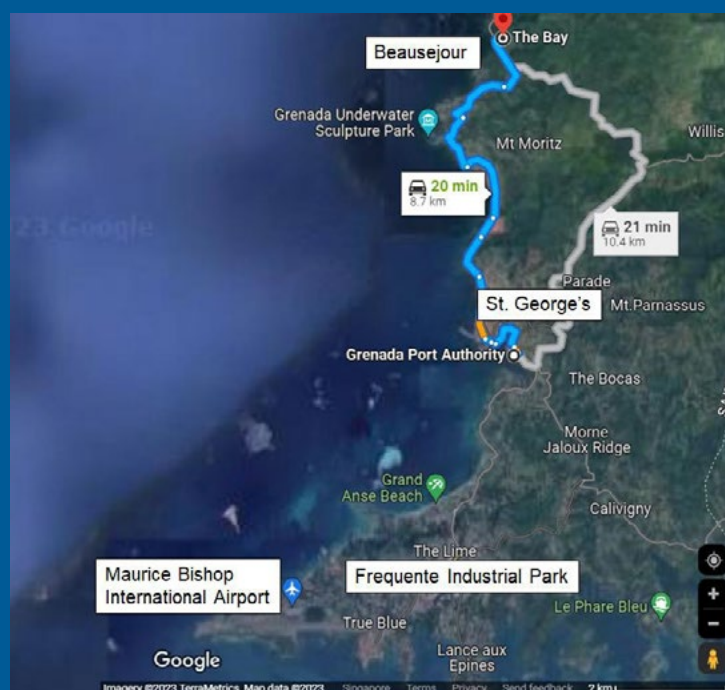 The Bay
Beausejour
Grenada Underwater
Sculpture Park
Mt Moritz
Willis
20 min
8.7 km
21 min
10.4 km
2023 Google
Parade
St. George's
Mt.Parnassus
Grenada Port Authority
The Bocas
Morne
Jaloux Ridge
Grand
Anse Beach
Calivigny
The Lime
Maurice Bishop
International Airport
Frequente Industrial Park
Le Phare Bleu
True Blue
Lance aux
Epines
Google
Imagery ©2023 TerraMetrics, Map data ©2023 Singapore Terms Privacy Send feedback 2 km